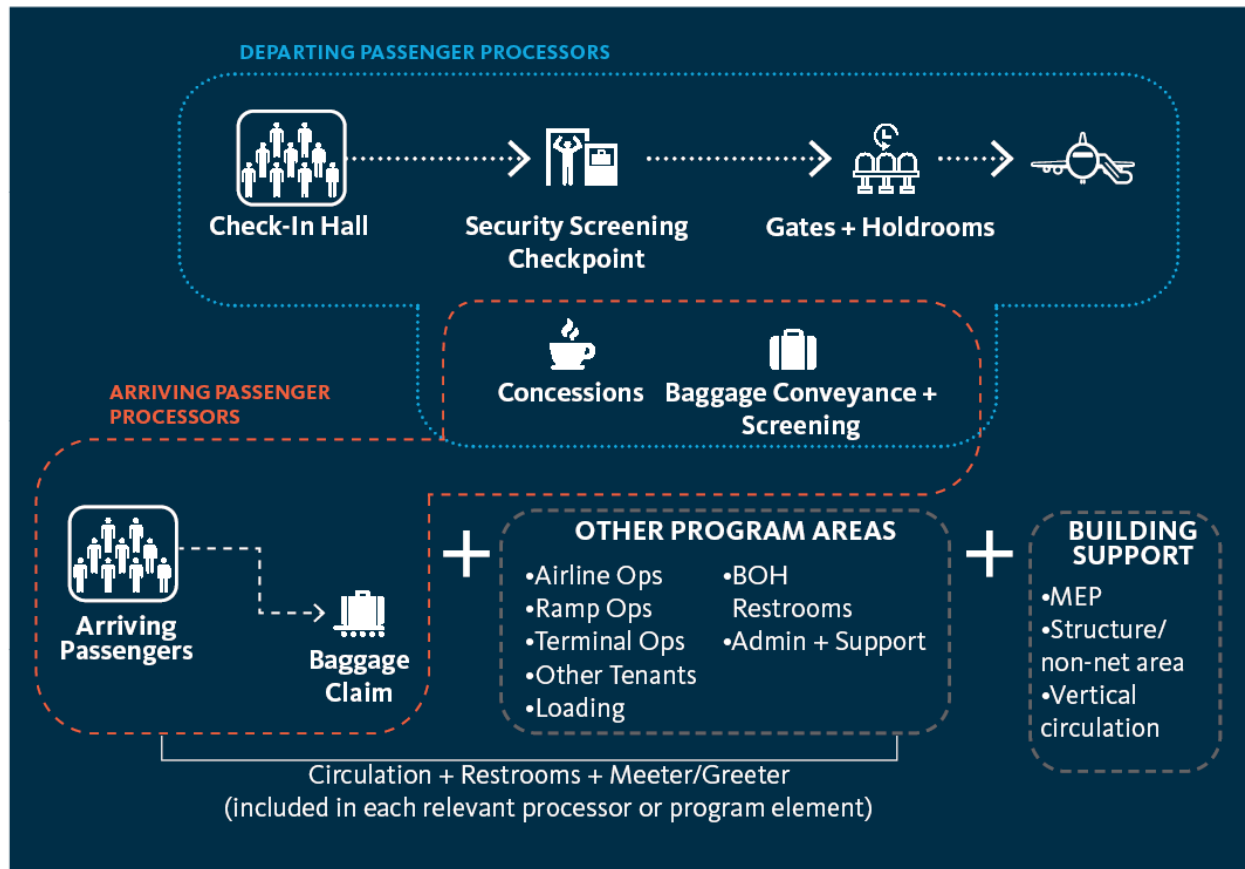 DEPARTING PASSENGER PROCESSORS
Check-In Hall
Security Screening
Checkpoint
Gates + Holdrooms
Concessions
Baggage Conveyance +
Screening
ARRIVING PASSENGER
PROCESSORS
Arriving
Passengers
Baggage
Claim
+
OTHER PROGRAM AREAS
•Airline Ops
•Ramp Ops
•Terminal Ops
•Other Tenants
•Loading
•BOH
Restrooms
•Admin + Support
+
BUILDING
SUPPORT
•MEP
•Structure/
non-net area
•Vertical
circulation
Circulation + Restrooms + Meeter/Greeter
(included in each relevant processor or program element)